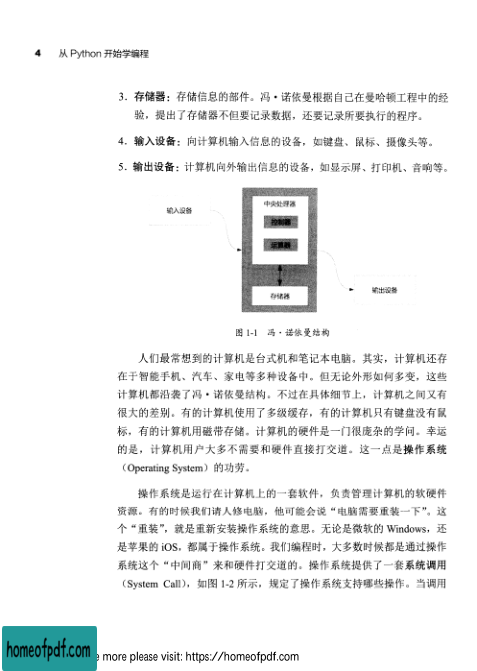 4 从 Python 开始学编程
3. 存储器：存储信息的部件。冯·诺依曼根据自己在曼哈顿工程中的经
验，提出了存储器不但要记录数据，还要记录所要执行的程序。
4. 输入设备：向计算机输入信息的设备，如键盘、鼠标、摄像头等。
5. 输出设备：计算机向外输出信息的设备，如显示屏、打印机、音响等。
中央处理器
输入设备
控制器
运算器
输出设备
存储器
图 1-1 冯·诺依曼结构
人们最常想到的计算机是台式机和笔记本电脑。其实，计算机还存
在于智能手机、汽车、家电等多种设备中。但无论外形如何多变，这些
计算机都沿袭了冯·诺依曼结构。不过在具体细节上，计算机之间又有
很大的差别。有的计算机使用了多级缓存，有的计算机只有键盘没有鼠
标，有的计算机用磁带存储。计算机的硬件是一门很庞杂的学问。幸运
的是，计算机用户大多不需要和硬件直接打交道。这一点是操作系统
（Operating System）的功劳。
操作系统是运行在计算机上的一套软件，负责管理计算机的软硬件
资源。有的时候我们请人修电脑，他可能会说“电脑需要重装一下”。这
个“重装”，就是重新安装操作系统的意思。无论是微软的 Windows，还
是苹果的 iOS，都属于操作系统。我们编程时，大多数时候都是通过操作
系统这个“中间商”来和硬件打交道的。操作系统提供了一套系统调用
（System Call），如图 1-2 所示，规定了操作系统支持哪些操作。当调用
homeofpdf.com
more please visit: https://homeofpdf.com